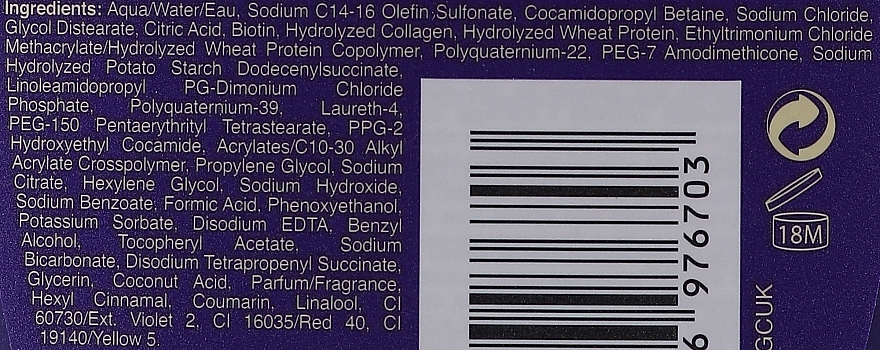 Ingredients: Aqua/Water/Eau, Sodium C14-16 Olefin Sulfonate, Cocamidopropyl Betaine, Sodium Chloride,
Glycol Distearate, Citric Acid, Biotin, Hydrolyzed Collagen, Hydrolyzed Wheat Protein, Ethyltrimonium Chloride
Methacrylate/Hydrolyzed Wheat Protein Copolymer, Polyquaternium-22, PEG-7 Amodimethicone, Sodium
Hydrolyzed Potato Starch Dodecenylsuccinate,
Linoleamidopropyl PG-Dimonium Chloride
Phosphate, Polyquaternium-39, Laureth-4,
PEG-150 Pentaerythrityl Tetrastearate, PPG-2
Hydroxyethyl Cocamide, Acrylates/C10-30 Alkyl
Acrylate Crosspolymer, Propylene Glycol, Sodium
Citrate, Hexylene Glycol, Sodium Hydroxide,
Sodium Benzoate, Formic Acid, Phenoxyethanol,
Potassium Sorbate, Disodium EDTA, Benzyl
Alcohol, Tocopheryl Acetate, Sodium
Bicarbonate, Disodium Tetrapropenyl Succinate,
Glycerin, Coconut Acid, Parfum/Fragrance,
Hexyl Cinnamal, Coumarin, Linalool, CI
60730/Ext. Violet 2, CI 16035/Red 40, CI
19140/Yellow 5.
6 976703
18M
GCUK